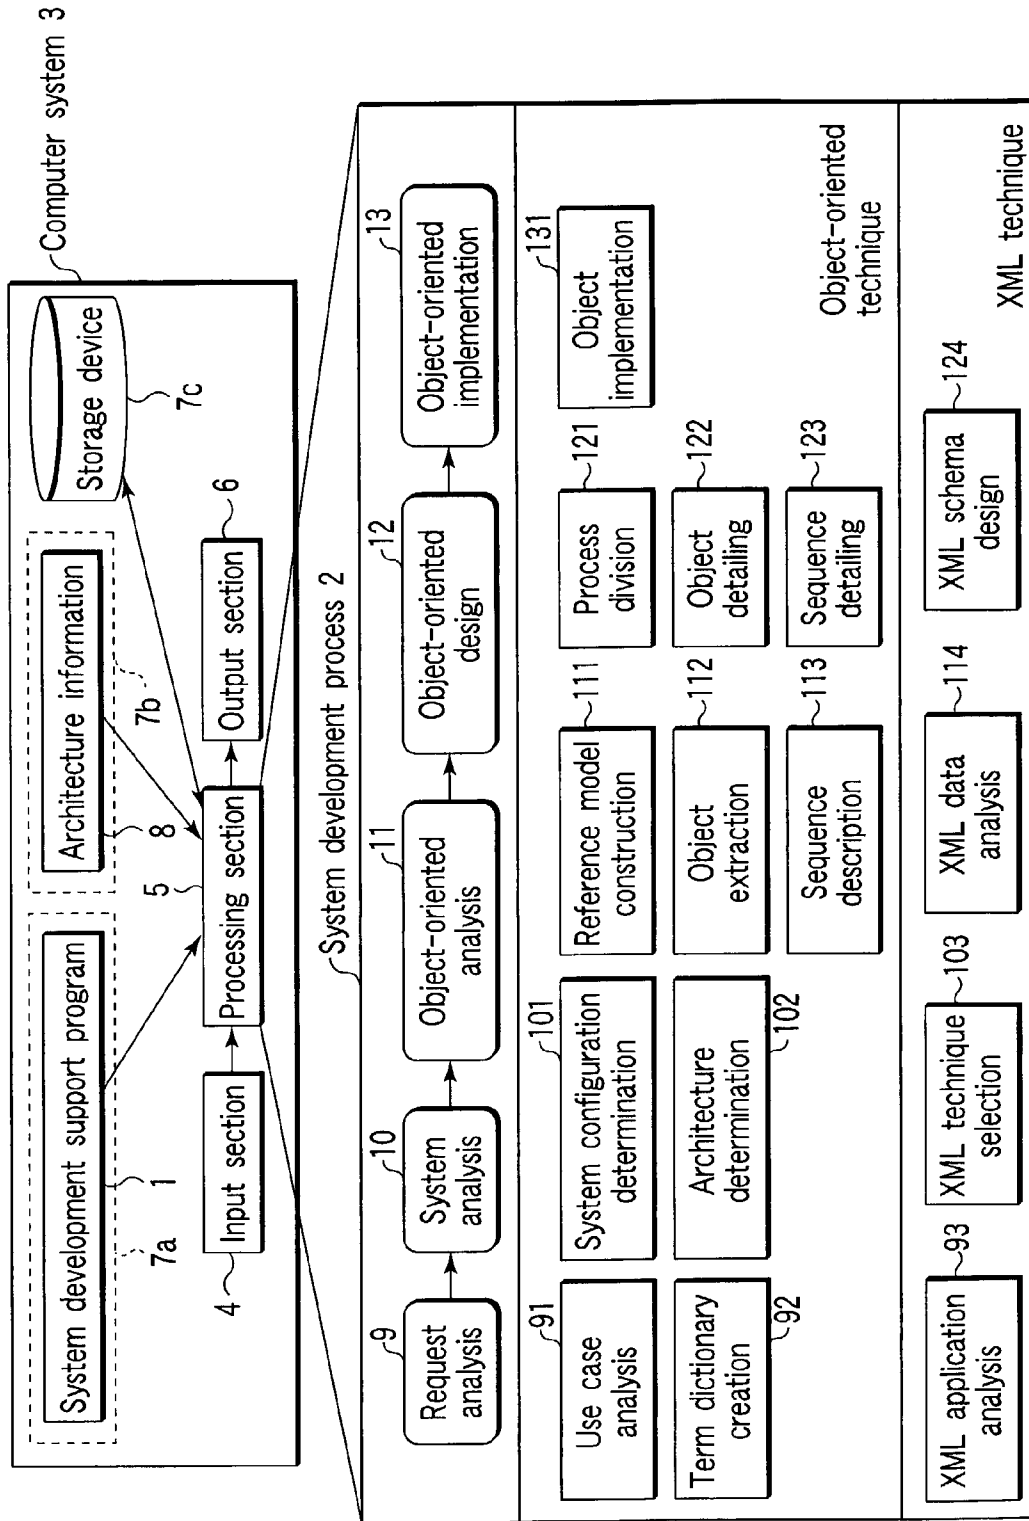 Computer system 3
System development support program
1
7a
Architecture information
8
7b
Storage device
7c
Input section
4
Processing section
5
Output section
6
System development process 2
9
Request
analysis
10
System
analysis
11
Object-oriented
analysis
12
Object-oriented
design
13
Object-oriented
implementation
91
Use case
analysis
Term dictionary
creation
92
101
System configuration
determination
Architecture
determination
102
Reference model
construction
111
Object
extraction
112
Sequence
description
113
Process
division
121
Object
detailing
122
Sequence
detailing
123
131
Object
implementation
Object-oriented
technique
XML application
analysis
93
XML technique
selection
103
XML data
analysis
114
XML schema
design
124
XML technique